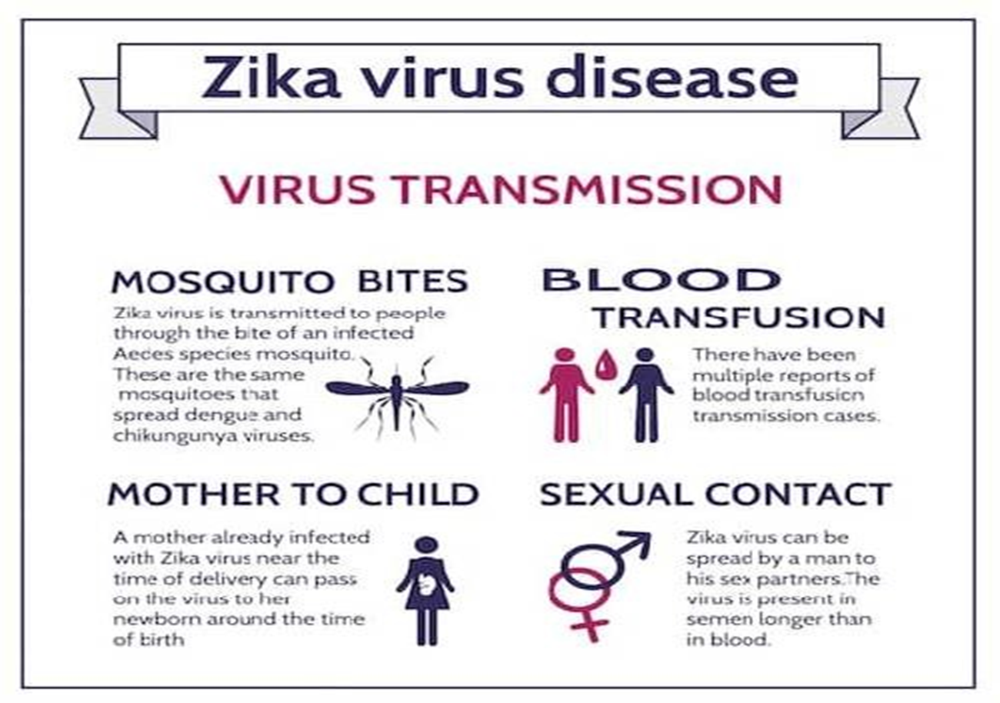 Zika virus disease
VIRUS TRANSMISSION
MOSQUITO BITES
Zika virus is transmitted to people
through the bite of an infected
Aedes species mosquito.
These are the same
mosquitoes that
spread dengue and
chikungunya viruses.
BLOOD
TRANSFUSION
There have been
multiple reports of
blood transfusion
transmission cases.
MOTHER TO CHILD
A mother already infected
with Zika virus near the
time of delivery can pass
on the virus to her
newborn around the time
of birth
SEXUAL CONTACT
Zika virus can be
spread by a man to
his sex partners.The
virus is present in
semen longer than
in blood.